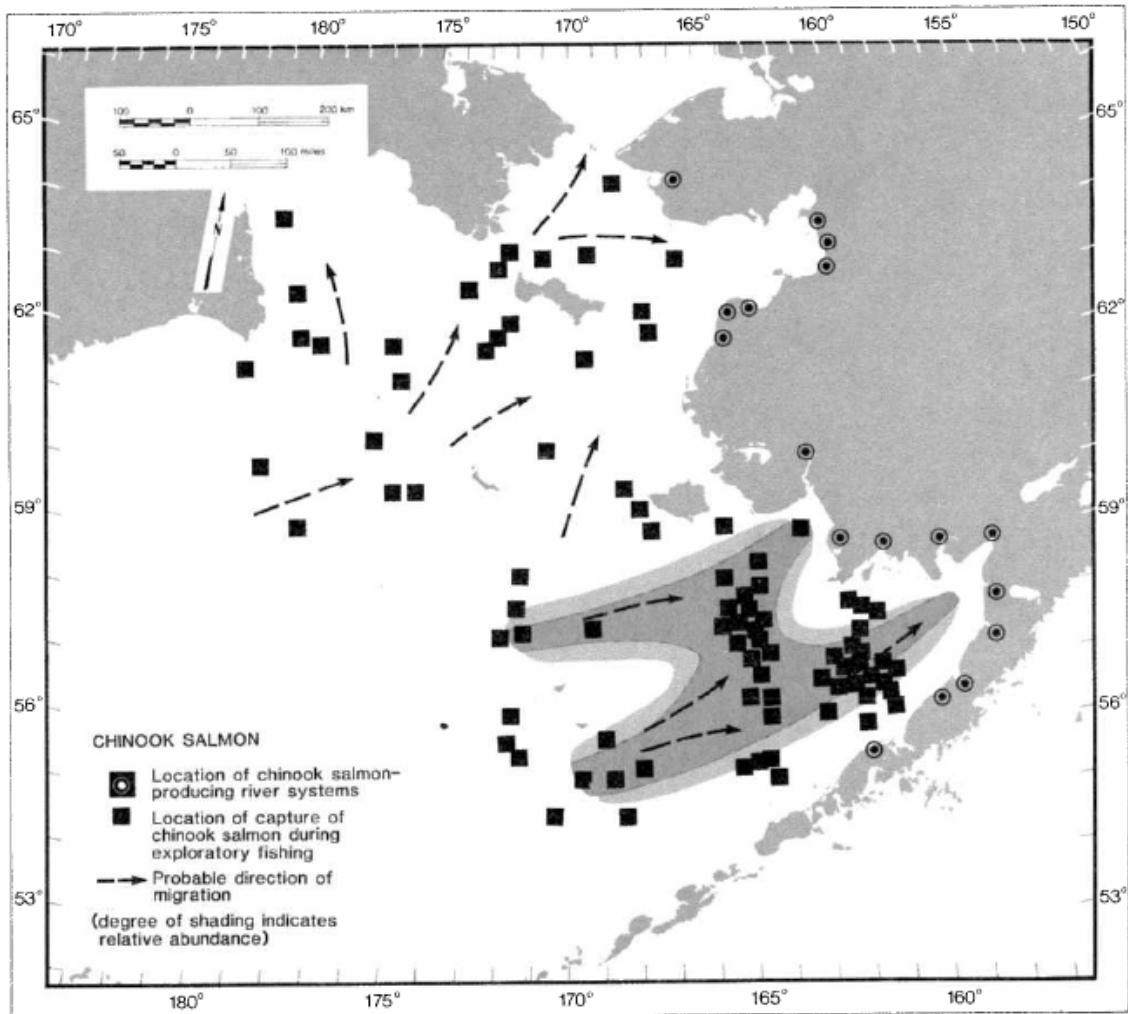 170° 175° 180° 175° 170° 165° 160° 155° 150°
100 0 100 200 km
50 0 50 100 miles
65° 65°
62° 62°
59° 59°
56° 56°
CHINOOK SALMON
Location of chinook salmon-
producing river systems
Location of capture of
chinook salmon during
exploratory fishing
Probable direction of
migration
(degree of shading indicates
relative abundance)
53° 53°
180° 175° 170° 165° 160°